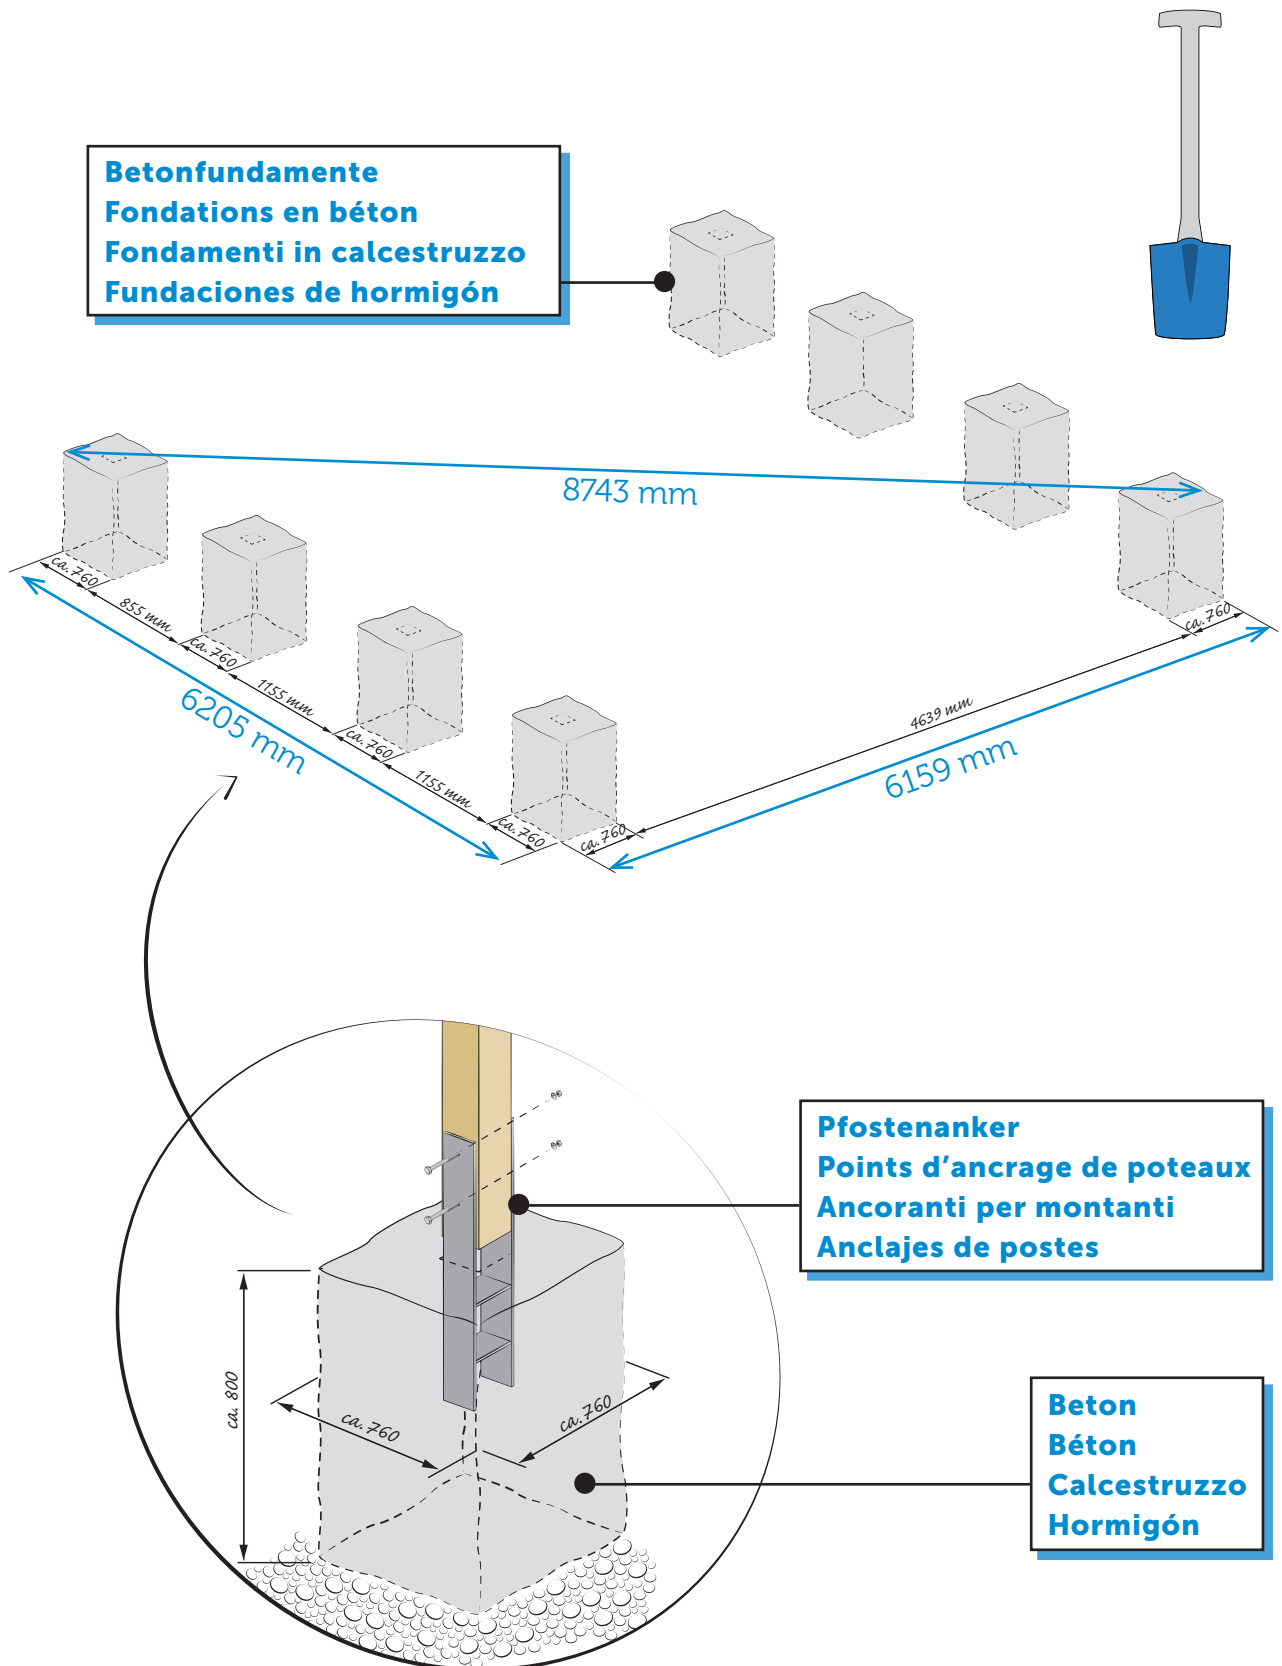 Betonfundamente
Fondations en béton
Fondamenti in calcestruzzo
Fundaciones de hormigón
8743 mm
ca. 760
855 mm
ca. 760
1155 mm
ca. 760
1155 mm
ca. 760
6205 mm
ca. 760
4639 mm
ca. 760
6159 mm
Pfostenanker
Points d’ancrage de poteaux
Ancoranti per montanti
Anclajes de postes
ca. 800
ca. 760
ca. 760
Beton
Béton
Calcestruzzo
Hormigón